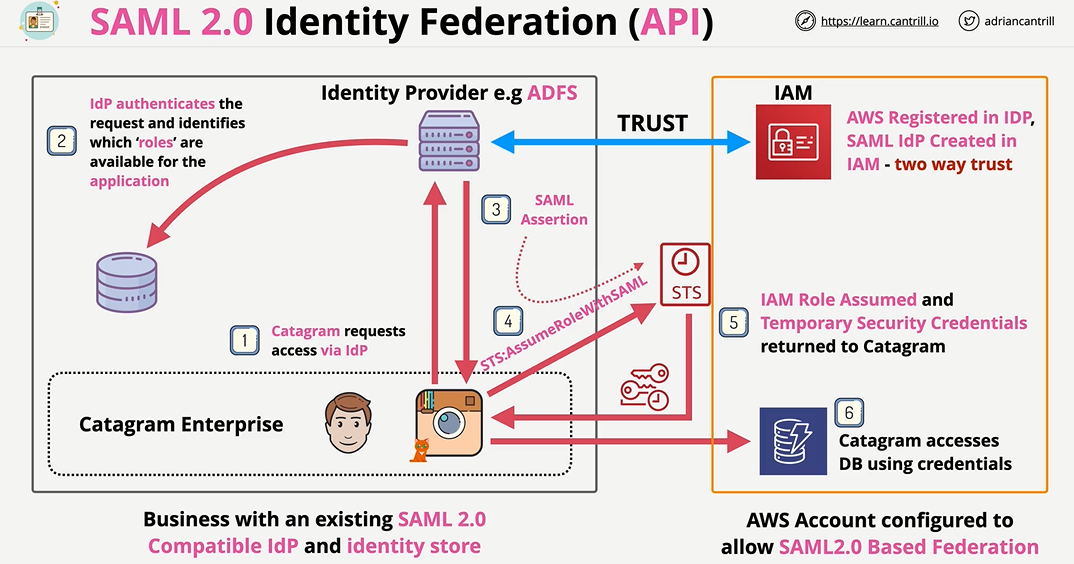 SAML 2.0 Identity Federation (API)
https://learn.cantrill.io
adriancantrill
Identity Provider e.g ADFS
2
IdP authenticates the
request and identifies
which ‘roles’ are
available for the
application
TRUST
IAM
AWS Registered in IDP,
SAML IdP Created in
IAM - two way trust
3
SAML
Assertion
STS
4
STS:AssumeRoleWithSAML
1
Catagram requests
access via IdP
5
IAM Role Assumed and
Temporary Security Credentials
returned to Catagram
Catagram Enterprise
6
Catagram accesses
DB using credentials
Business with an existing SAML 2.0
Compatible IdP and identity store
AWS Account configured to
allow SAML2.0 Based Federation